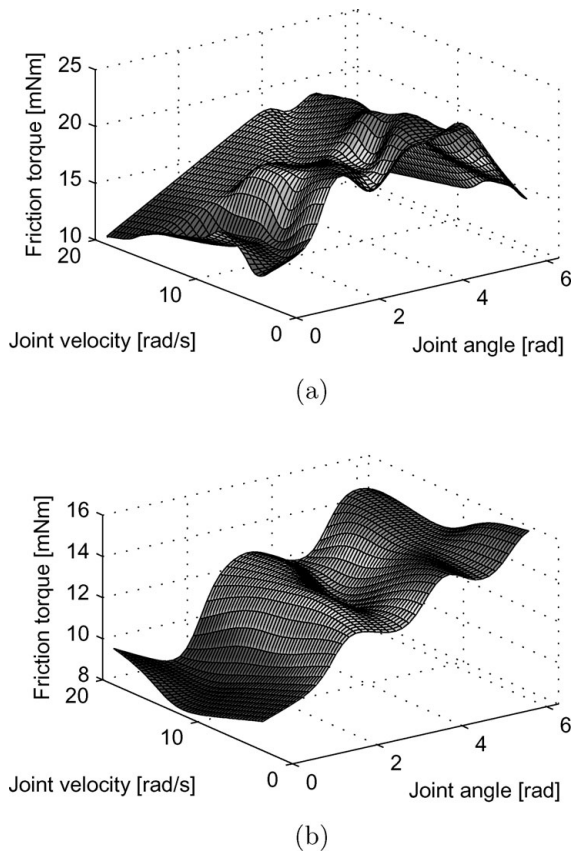 25
20
15
10
20
10
0
0
2
4
6
Friction torque [mNm]
Joint velocity [rad/s]
Joint angle [rad]
(a)
16
14
12
10
8
20
10
0
0
2
4
6
Friction torque [mNm]
Joint velocity [rad/s]
Joint angle [rad]
(b)